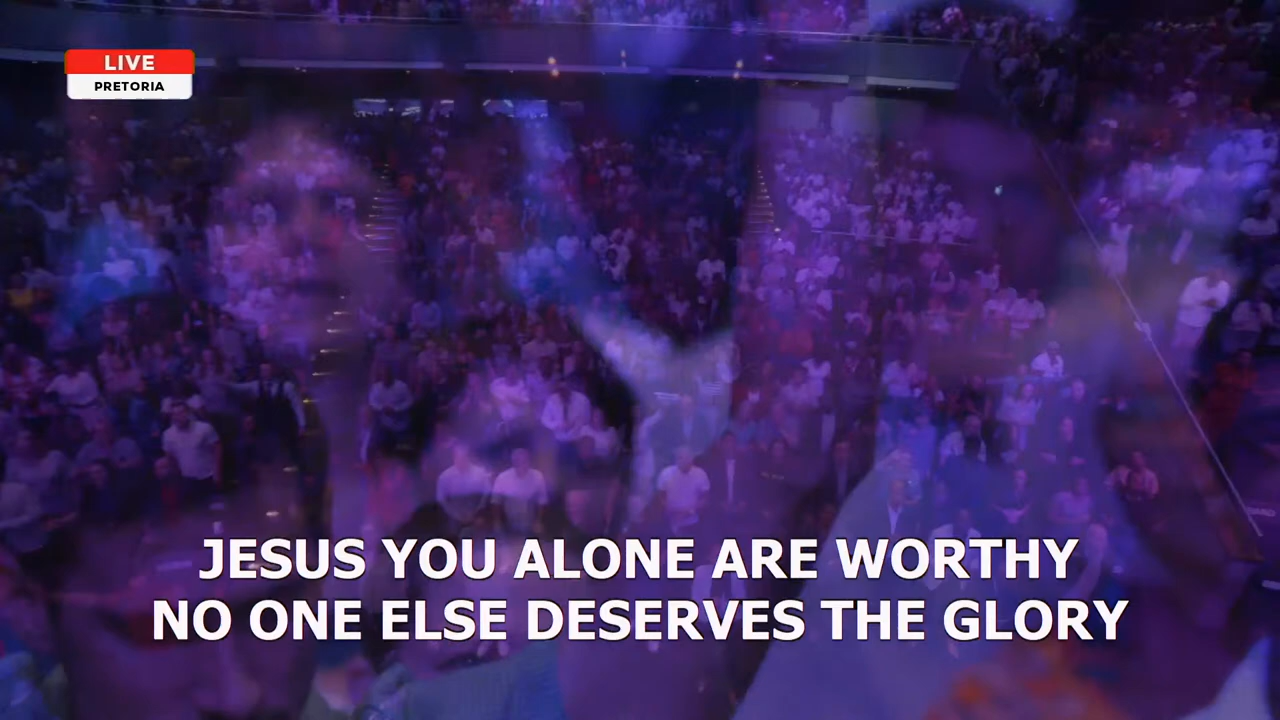 LIVE
PRETORIA
JESUS YOU ALONE ARE WORTHY
NO ONE ELSE DESERVES THE GLORY